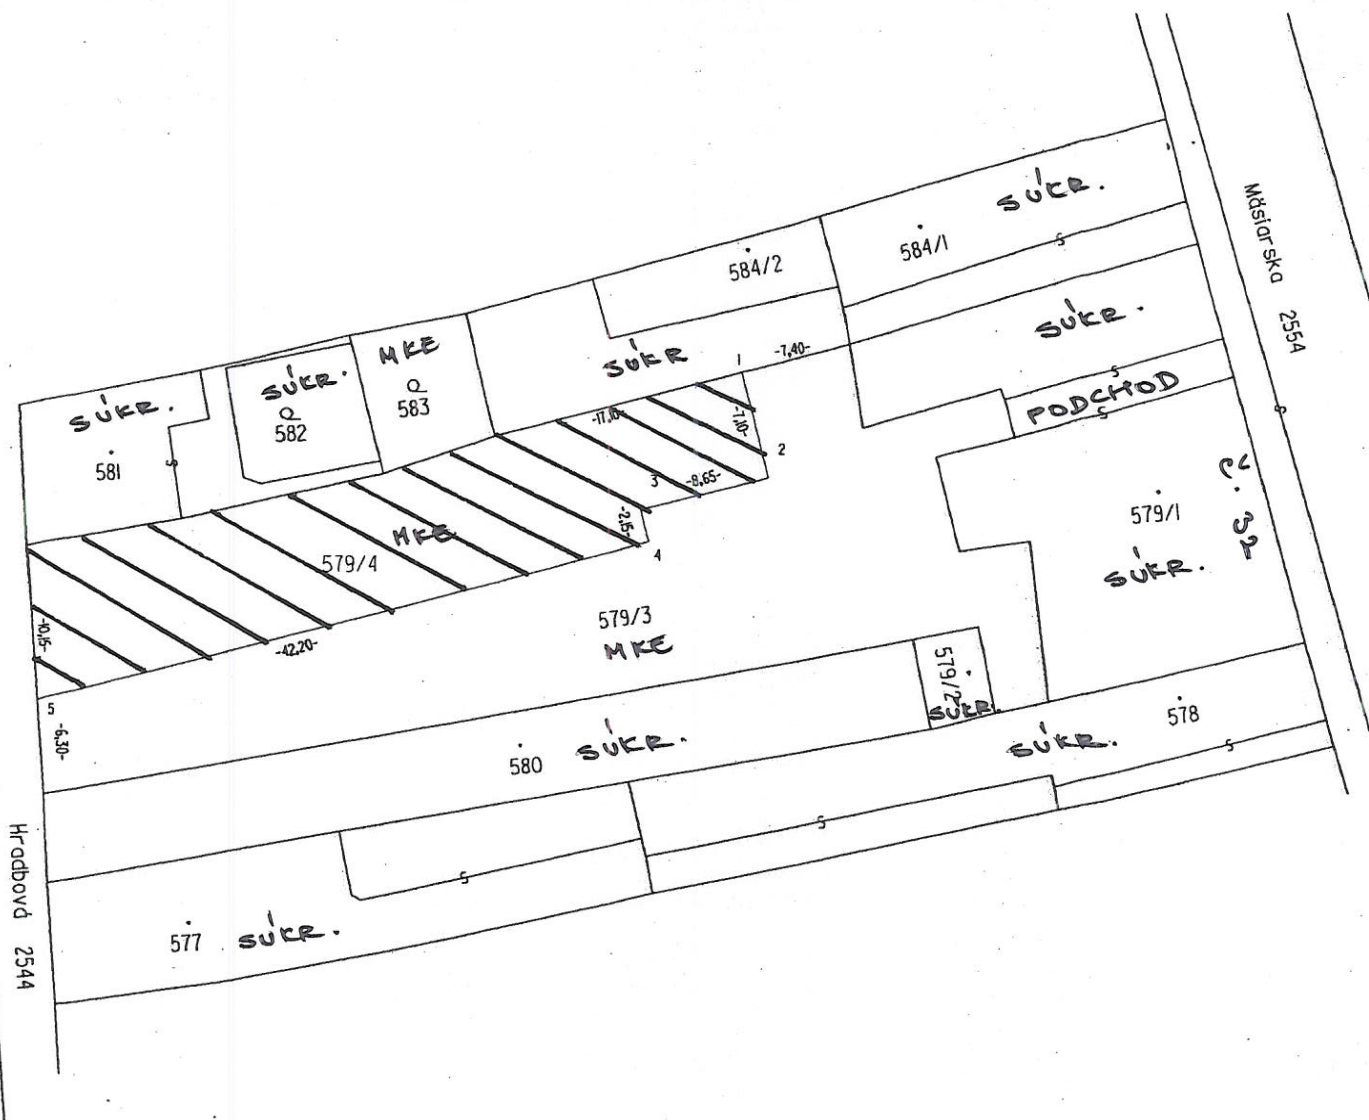 SÚKR.
584/1
584/2
Mäsiarska 2554
SÚKR.
MKE
583
SÚKR.
582
SÚKR
1
-7,40-
PODCHOD
SÚKR.
581
-17,10-
-7,10-
2
3
-8,65-
-2,15-
4
579/1
SÚKR.
č. 32
MKE
579/4
-10,15-
-42,20-
579/3
MKE
579/2
SÚKR.
5
-6,30-
580 SÚKR.
SÚKR.
578
Hradbová 2544
577 SÚKR.